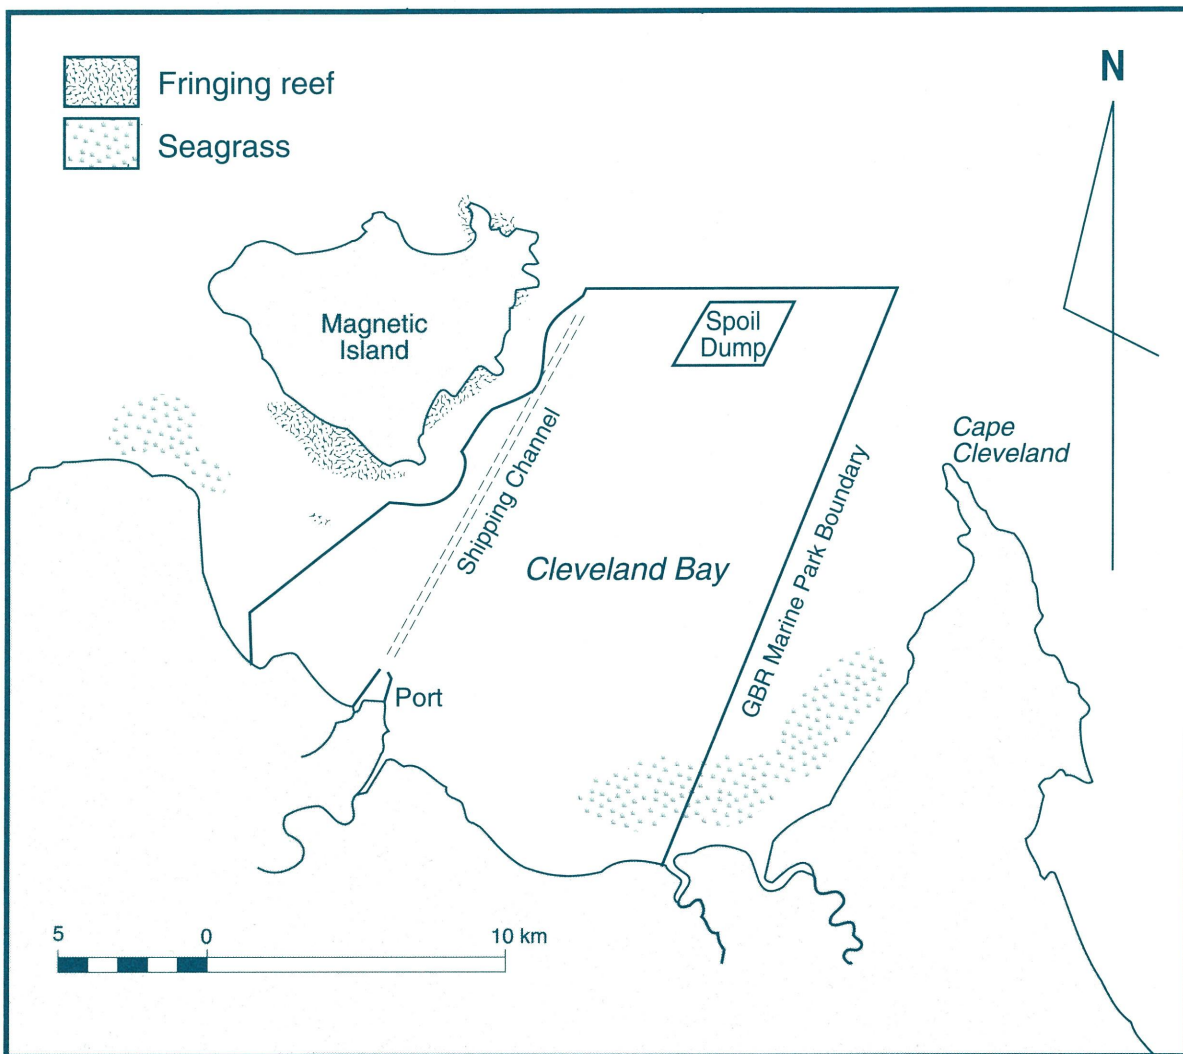 Fringing reef
Seagrass
N
Magnetic
Island
Spoil
Dump
Cape
Cleveland
Shipping Channel
GBR Marine Park Boundary
Cleveland Bay
Port
5 0 10 km